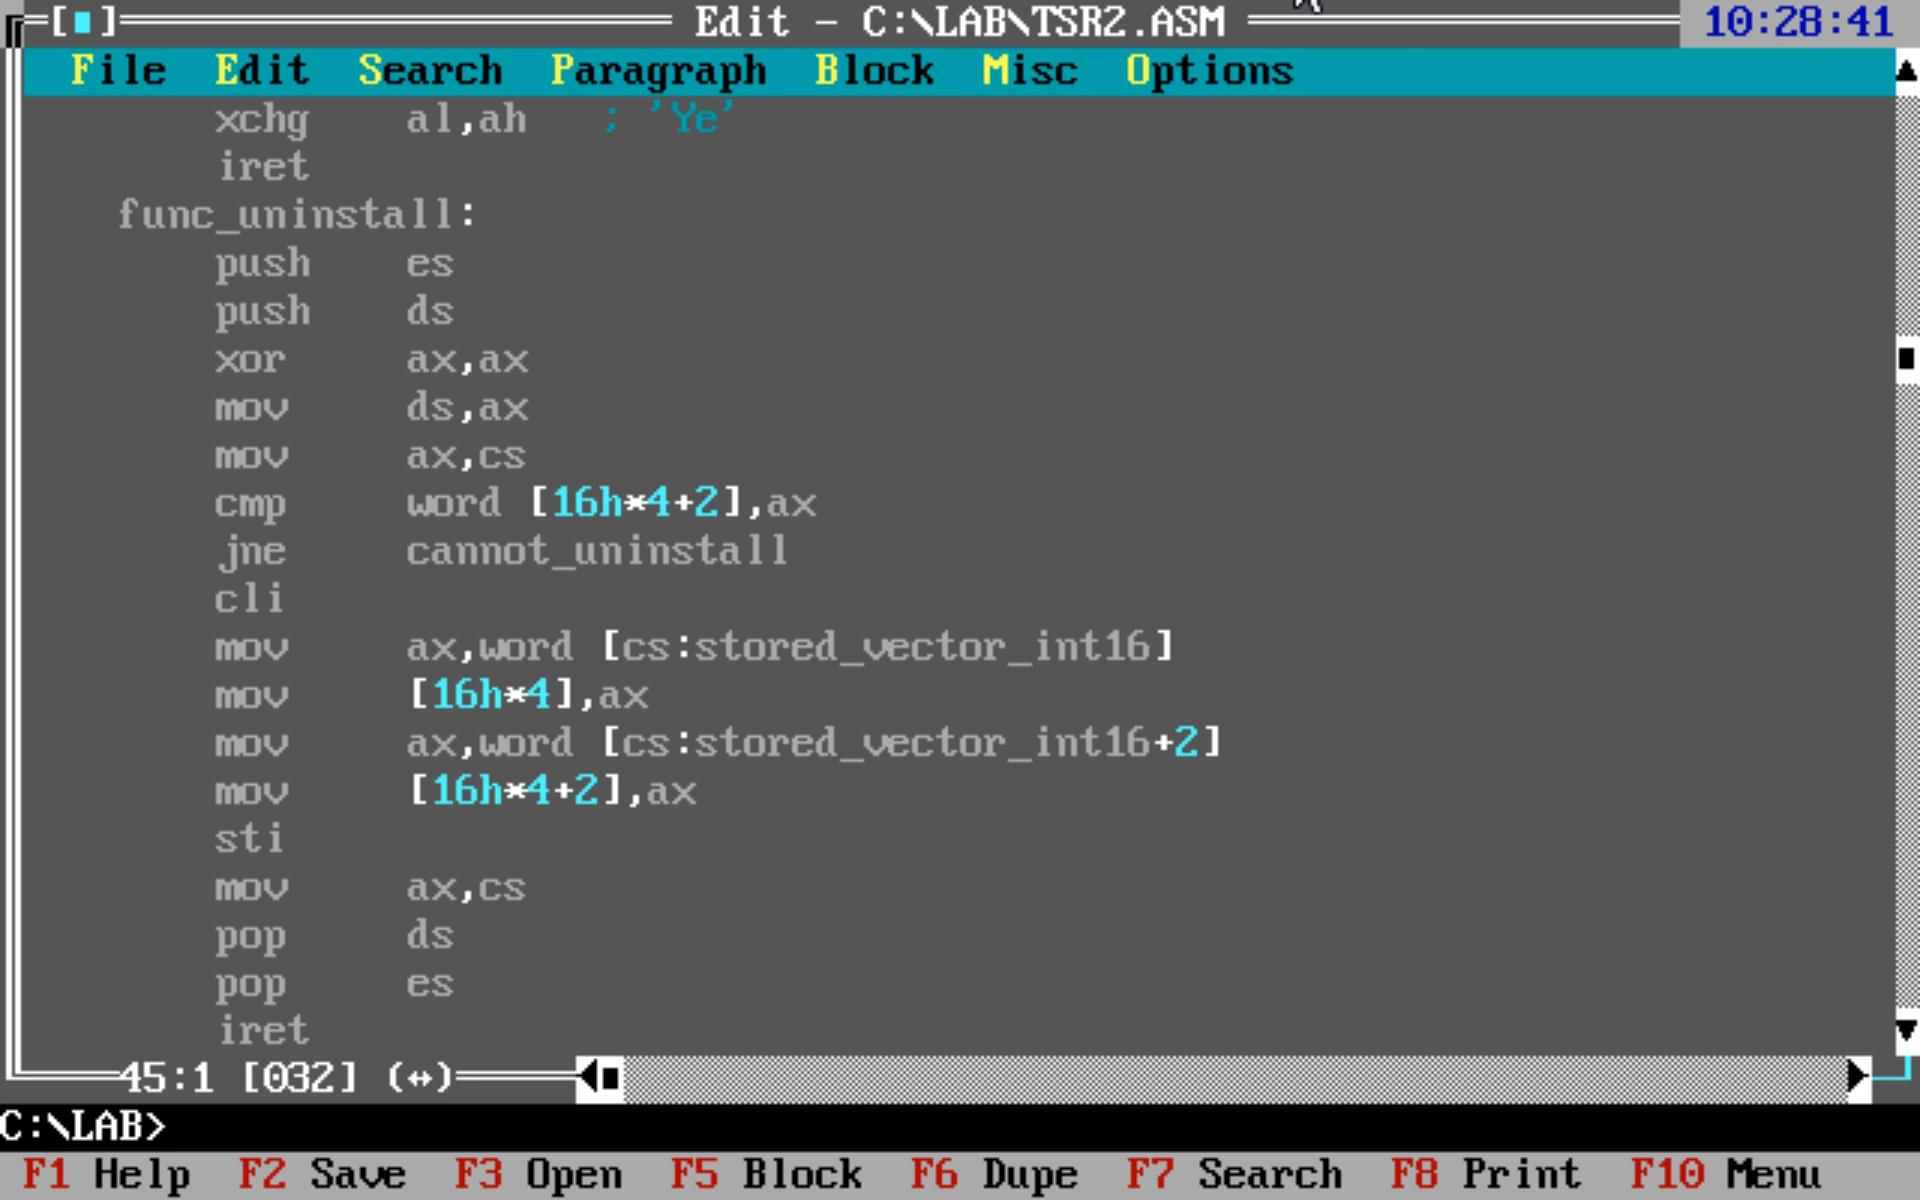 [■] Edit - C:\LAB\TSR2.ASM 10:28:41
File Edit Search Paragraph Block Misc Options
xchg al,ah ; 'Ye'
iret
func_uninstall:
push es
push ds
xor ax,ax
mov ds,ax
mov ax,cs
cmp word [16h*4+2],ax
jne cannot_uninstall
cli
mov ax,word [cs:stored_vector_int16]
mov [16h*4],ax
mov ax,word [cs:stored_vector_int16+2]
mov [16h*4+2],ax
sti
mov ax,cs
pop ds
pop es
iret
45:1 [032] (↔)
C:\LAB>
F1 Help F2 Save F3 Open F5 Block F6 Dupe F7 Search F8 Print F10 Menu